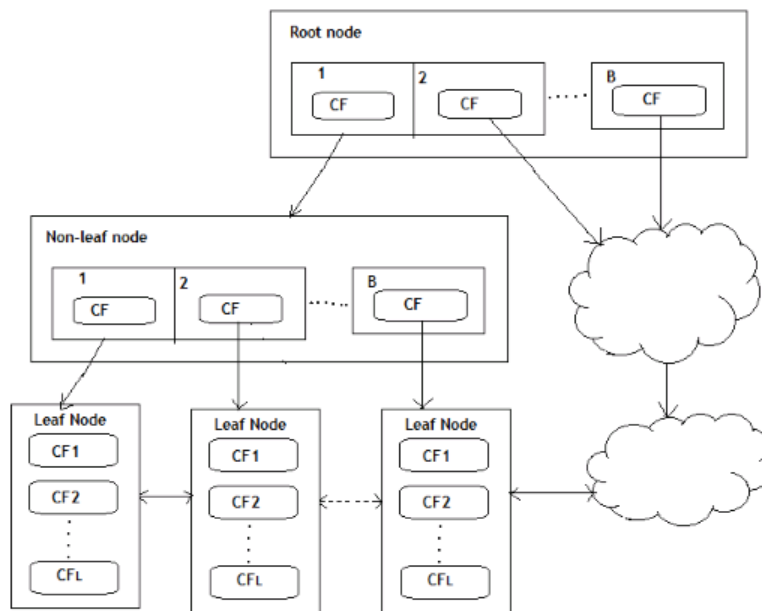 Root node
1
2
B
CF
CF
CF
Non-leaf node
1
2
B
CF
CF
CF
Leaf Node
CF1
CF2
CFL
Leaf Node
CF1
CF2
CFL
Leaf Node
CF1
CF2
CFL